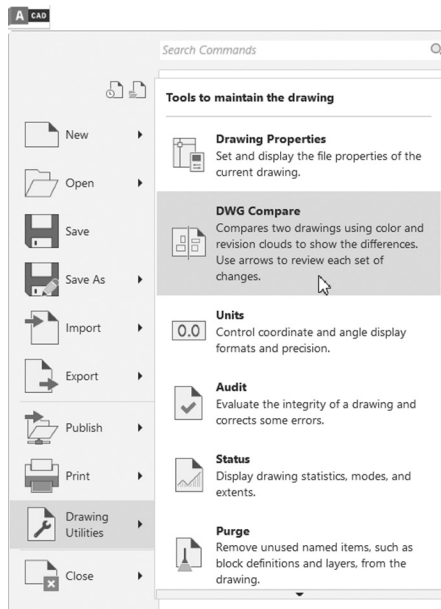 A CAD
Search Commands
Tools to maintain the drawing
New
Open
Save
Save As
Import
Export
Publish
Print
Drawing
Utilities
Close
Drawing Properties
Set and display the file properties of the
current drawing.
DWG Compare
Compares two drawings using color and
revision clouds to show the differences.
Use arrows to review each set of
changes.
Units
0.0
Control coordinate and angle display
formats and precision.
Audit
Evaluate the integrity of a drawing and
corrects some errors.
Status
Display drawing statistics, modes, and
extents.
Purge
Remove unused named items, such as
block definitions and layers, from the
drawing.